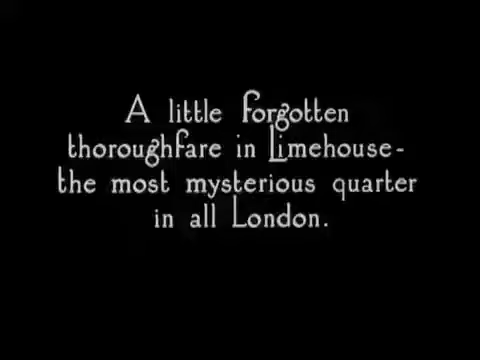 A little forgotten
thoroughfare in Limehouse-
the most mysterious quarter
in all London.